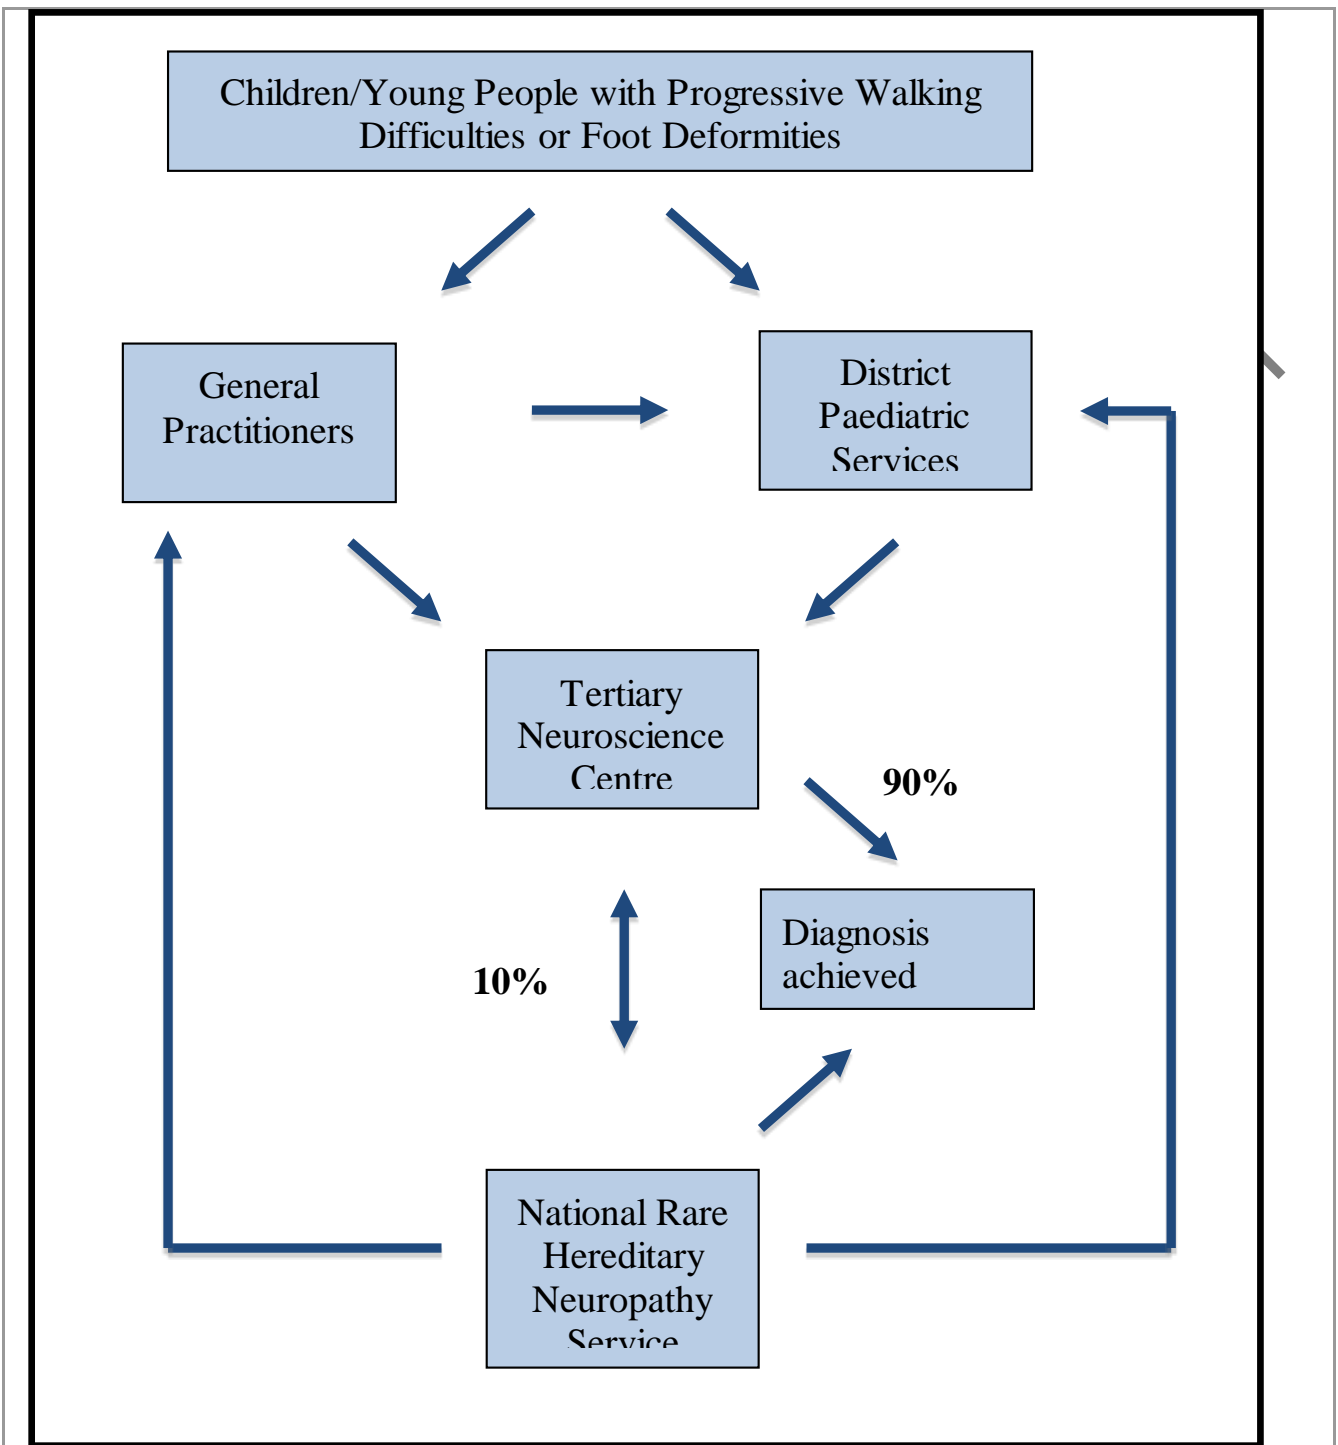 Children/Young People with Progressive Walking
Difficulties or Foot Deformities
General
Practitioners
District
Paediatric
Services
Tertiary
Neuroscience
Centre
90%
Diagnosis
achieved
10%
National Rare
Hereditary
Neuropathy
Service